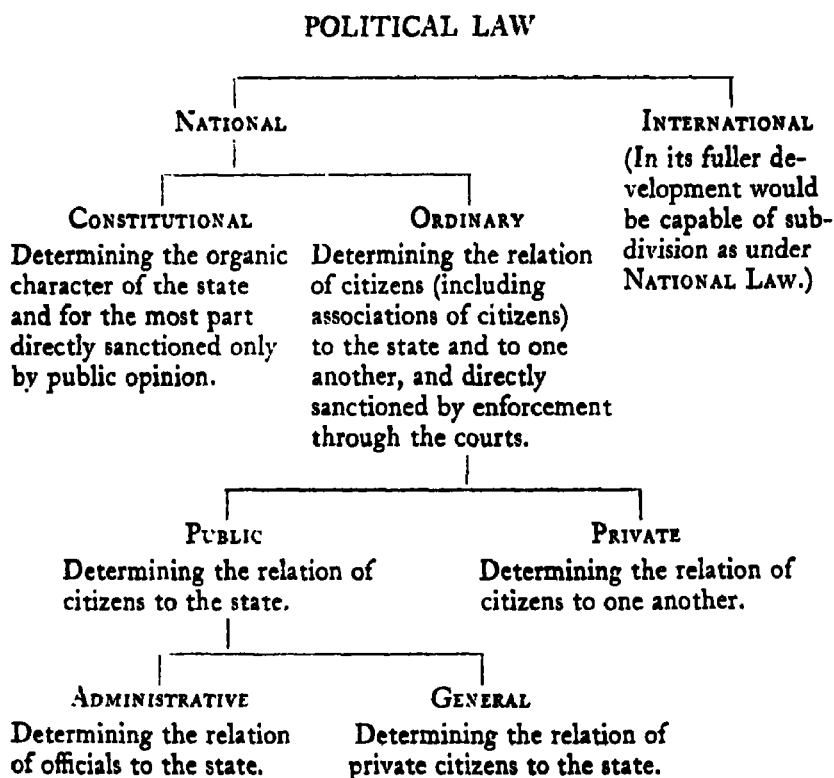 POLITICAL LAW
NATIONAL
INTERNATIONAL
(In its fuller de-
velopment would
be capable of sub-
division as under
NATIONAL LAW.)
CONSTITUTIONAL
Determining the organic
character of the state
and for the most part
directly sanctioned only
by public opinion.
ORDINARY
Determining the relation
of citizens (including
associations of citizens)
to the state and to one
another, and directly
sanctioned by enforcement
through the courts.
PUBLIC
Determining the relation of
citizens to the state.
PRIVATE
Determining the relation of
citizens to one another.
ADMINISTRATIVE
Determining the relation
of officials to the state.
GENERAL
Determining the relation of
private citizens to the state.